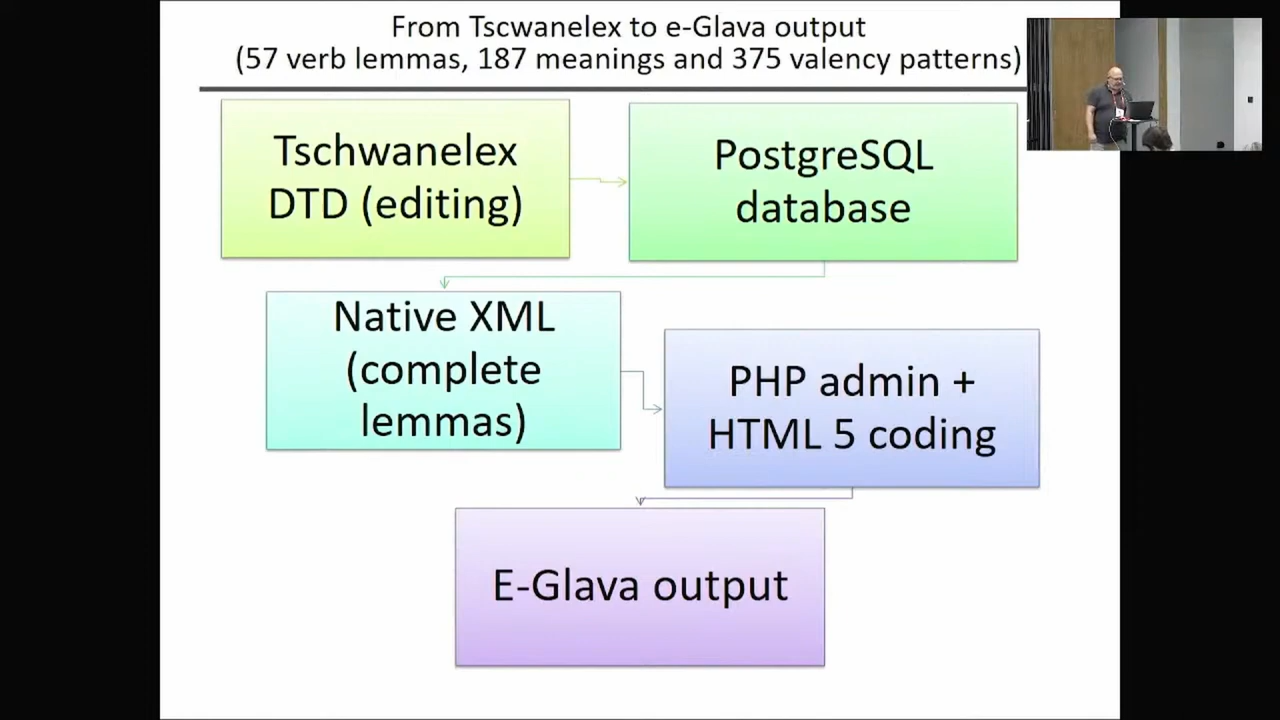 From Tscwanelex to e-Glava output
(57 verb lemmas, 187 meanings and 375 valency patterns)
Tschwanelex
DTD (editing)
PostgreSQL
database
Native XML
(complete
lemmas)
PHP admin +
HTML 5 coding
E-Glava output